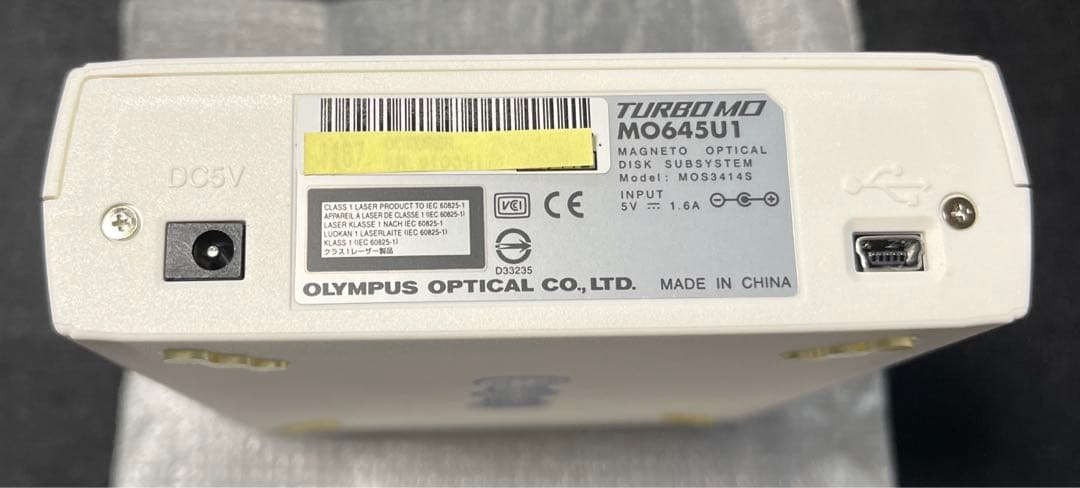 DC5V
TURBO MO
MO645U1
MAGNETO OPTICAL
DISK SUBSYSTEM
Model: MOS3414S
INPUT
5V ⎓ 1.6A
CLASS 1 LASER PRODUCT TO IEC 60825-1
APPAREIL À LASER DE CLASSE 1 (IEC 60825-1)
LASER KLASSE 1 NACH IEC 60825-1
LUOKAN 1 LASERLAITE (IEC 60825-1)
KLASS 1 (IEC 60825-1)
クラス1レーザー製品
VCI
CE
D33235
OLYMPUS OPTICAL CO., LTD.
MADE IN CHINA